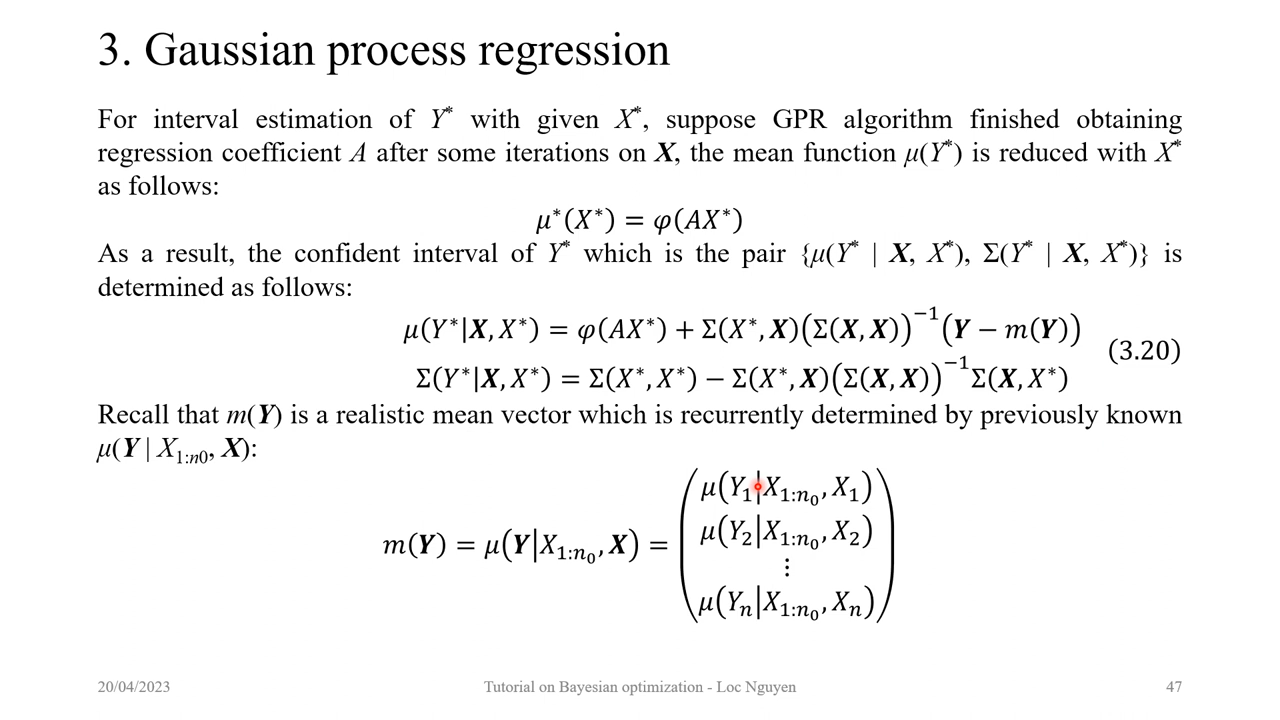 3. Gaussian process regression
For interval estimation of Y* with given X*, suppose GPR algorithm finished obtaining
regression coefficient A after some iterations on X, the mean function μ(Y*) is reduced with X*
as follows:
μ*(X*) = φ(AX*)
As a result, the confident interval of Y* which is the pair {μ(Y* | X, X*), Σ(Y* | X, X*)} is
determined as follows:
μ(Y*|X, X*) = φ(AX*) + Σ(X*, X)(Σ(X, X))⁻¹(Y − m(Y))
Σ(Y*|X, X*) = Σ(X*, X*) − Σ(X*, X)(Σ(X, X))⁻¹Σ(X, X*)
(3.20)
Recall that m(Y) is a realistic mean vector which is recurrently determined by previously known
μ(Y | X₁:n0, X):
μ(Y₁|X₁:n₀, X₁)
μ(Y₂|X₁:n₀, X₂)
m(Y) = μ(Y|X₁:n₀, X) =
⋮
μ(Yₙ|X₁:n₀, Xₙ)
20/04/2023
Tutorial on Bayesian optimization - Loc Nguyen
47